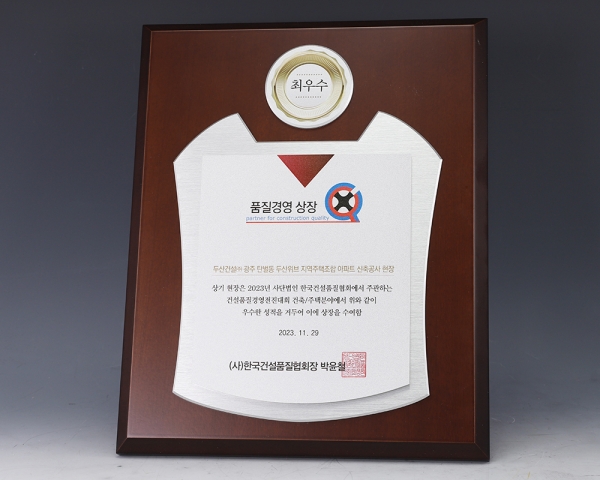 최우수
품질경영 상장
partner for construction quality
두산건설㈜ 광주 탄벌동 두산위브 지역주택조합 아파트 신축공사 현장
상기 현장은 2023년 사단법인 한국건설품질협회에서 주관하는
건설품질경영전진대회 건축/주택분야에서 위와 같이
우수한 성적을 거두어 이에 상장을 수여함
2023. 11. 29
(사)한국건설품질협회장 박윤철